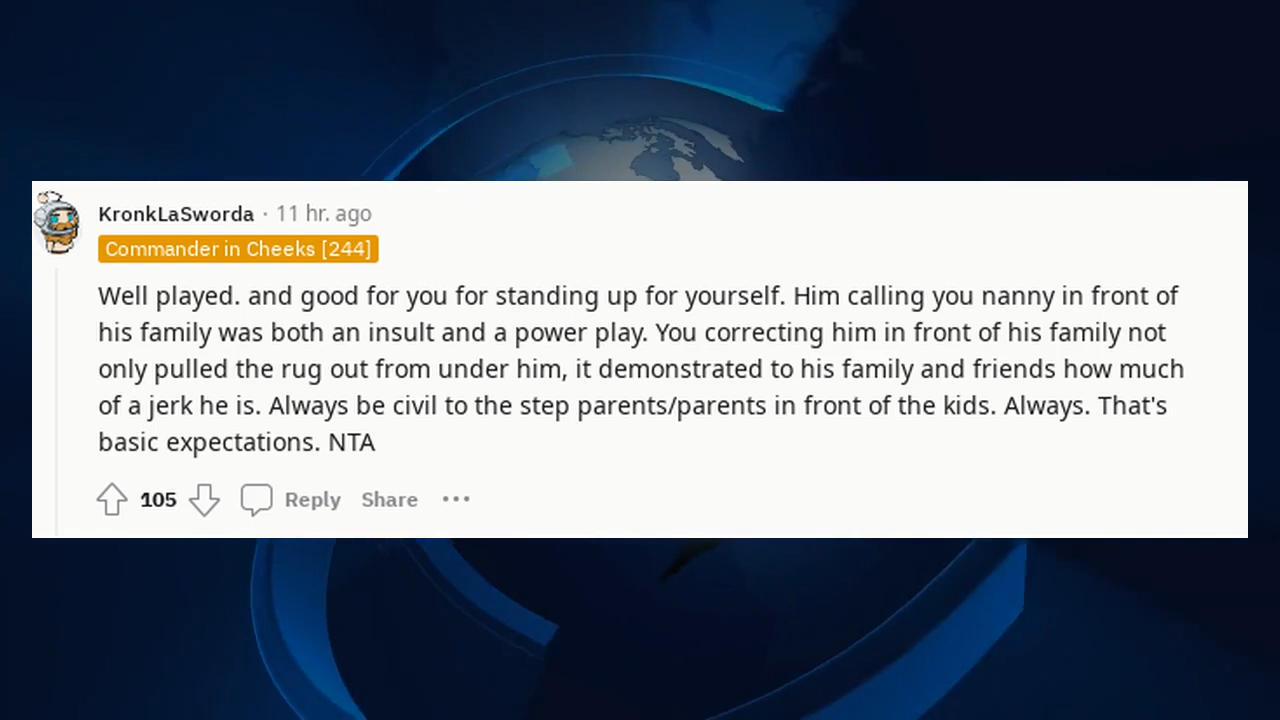 KronkLaSworda · 11 hr. ago
Commander in Cheeks [244]
Well played. and good for you for standing up for yourself. Him calling you nanny in front of
his family was both an insult and a power play. You correcting him in front of his family not
only pulled the rug out from under him, it demonstrated to his family and friends how much
of a jerk he is. Always be civil to the step parents/parents in front of the kids. Always. That's
basic expectations. NTA
105 Reply Share •••